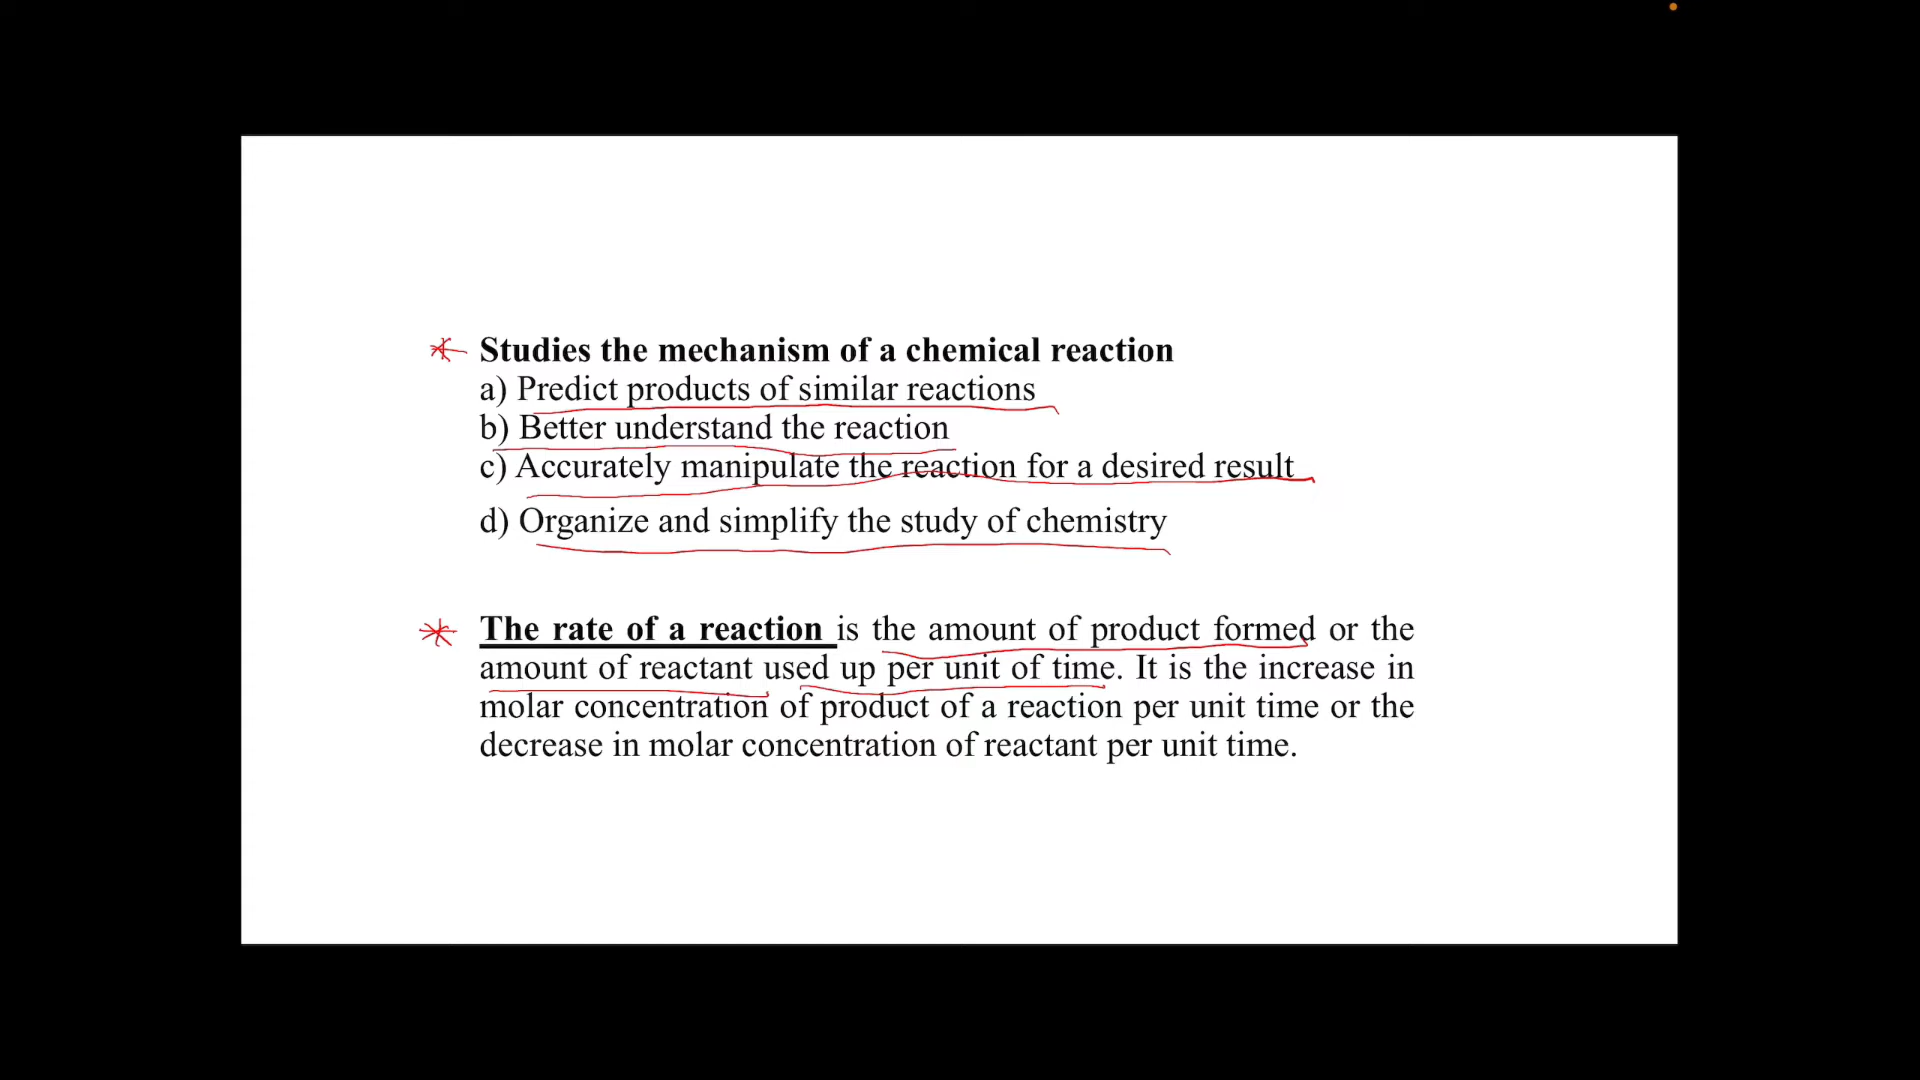 Studies the mechanism of a chemical reaction
a) Predict products of similar reactions
b) Better understand the reaction
c) Accurately manipulate the reaction for a desired result
d) Organize and simplify the study of chemistry
The rate of a reaction is the amount of product formed or the
amount of reactant used up per unit of time. It is the increase in
molar concentration of product of a reaction per unit time or the
decrease in molar concentration of reactant per unit time.